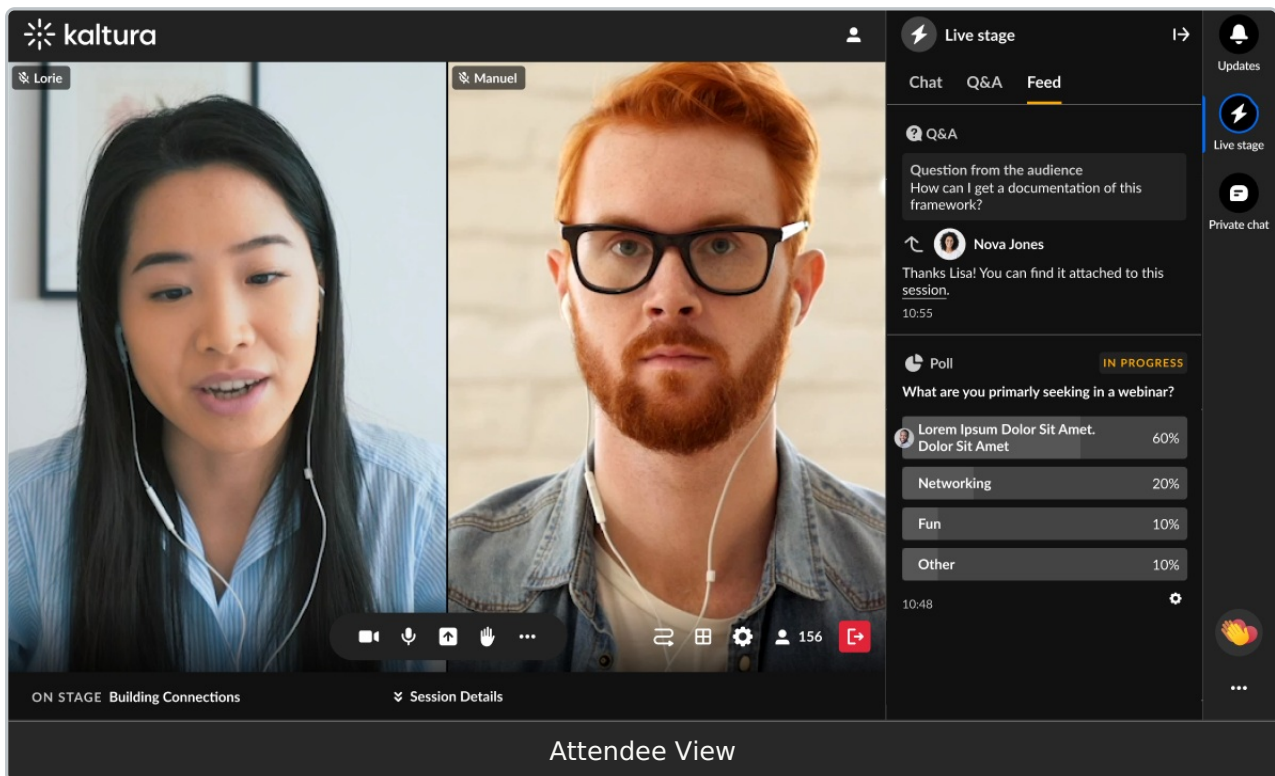 kaltura
Lorie
Manuel
ON STAGE Building Connections
Session Details
156
Live stage
Chat Q&A Feed
Q&A
Question from the audience
How can I get a documentation of this
framework?
Nova Jones
Thanks Lisa! You can find it attached to this
session.
10:55
Poll IN PROGRESS
What are you primarly seeking in a webinar?
Lorem Ipsum Dolor Sit Amet.
Dolor Sit Amet 60%
Networking 20%
Fun 10%
Other 10%
10:48
Updates
Live stage
Private chat
Attendee View